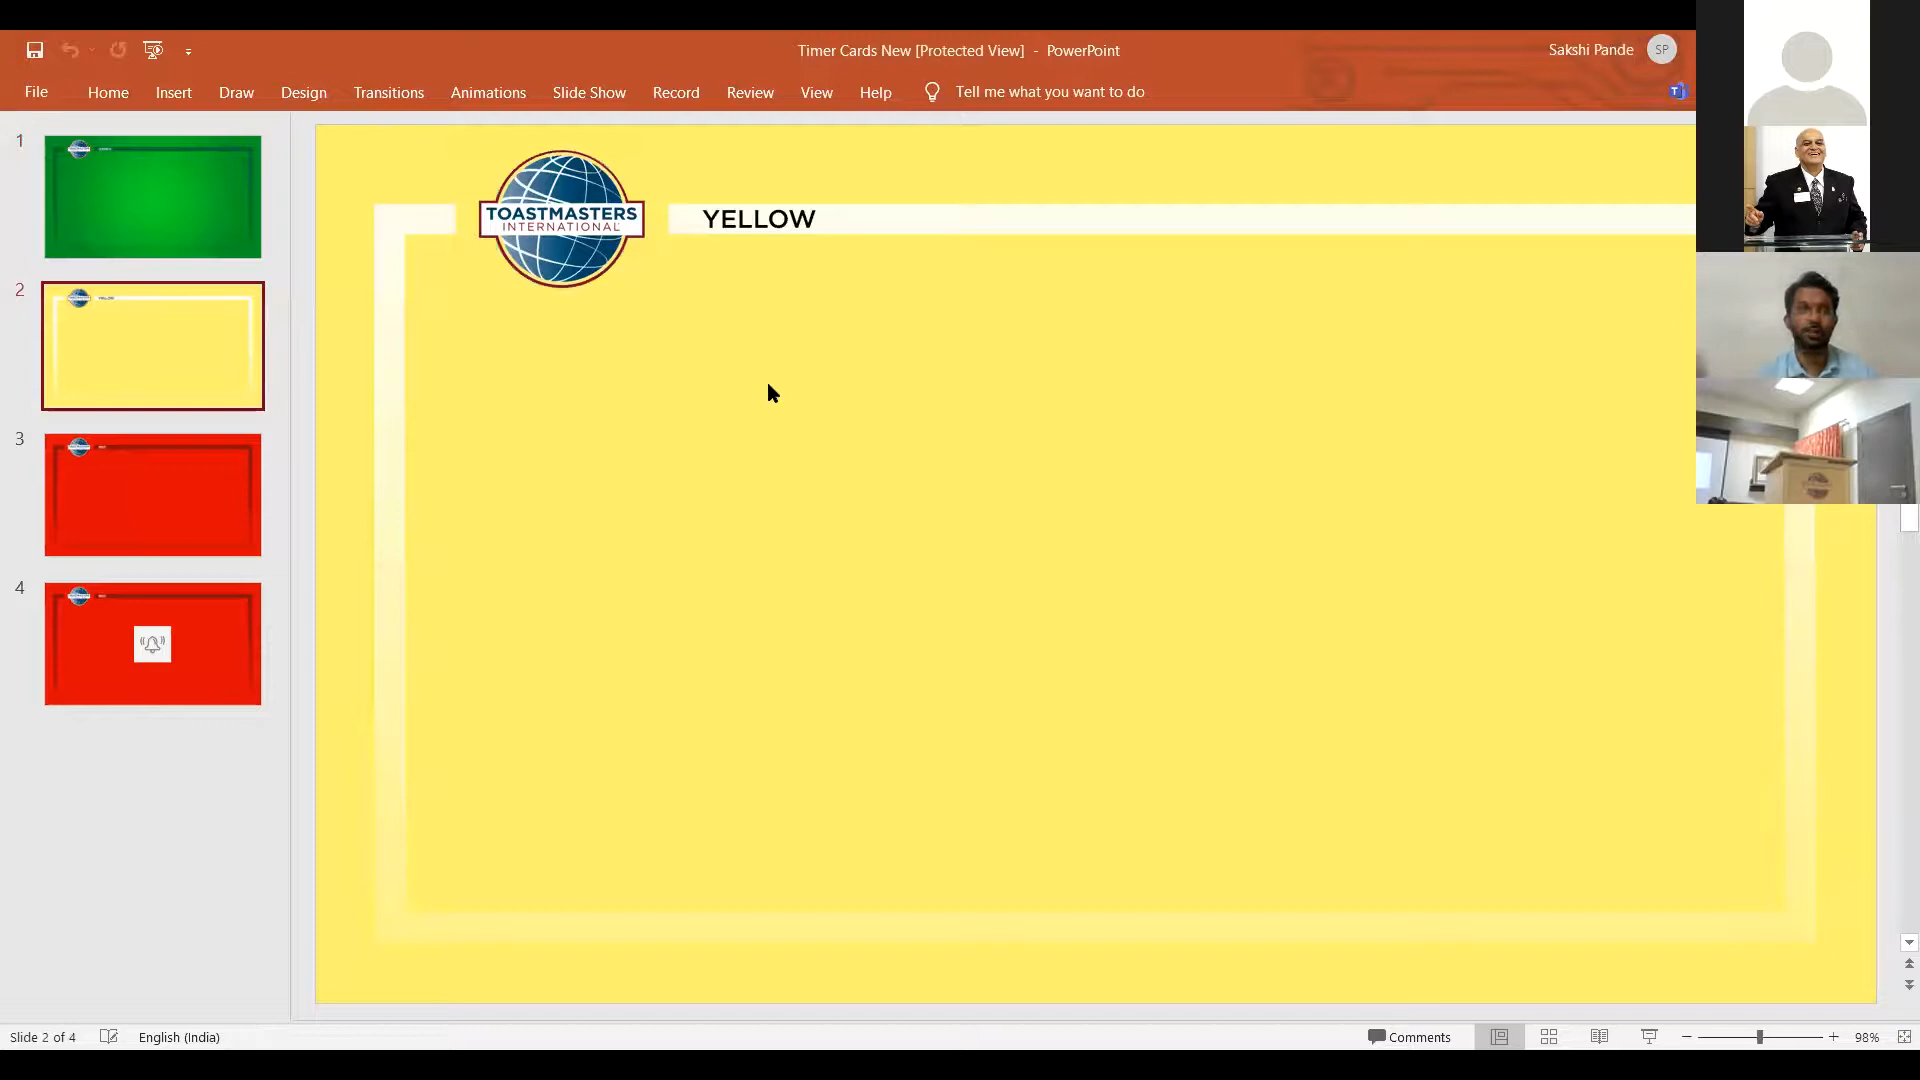 Timer Cards New [Protected View] - PowerPoint
Sakshi Pande SP
File Home Insert Draw Design Transitions Animations Slide Show Record Review View Help Tell me what you want to do
1
2
3
4
TOASTMASTERS
INTERNATIONAL
YELLOW
Slide 2 of 4 English (India) Comments 98%